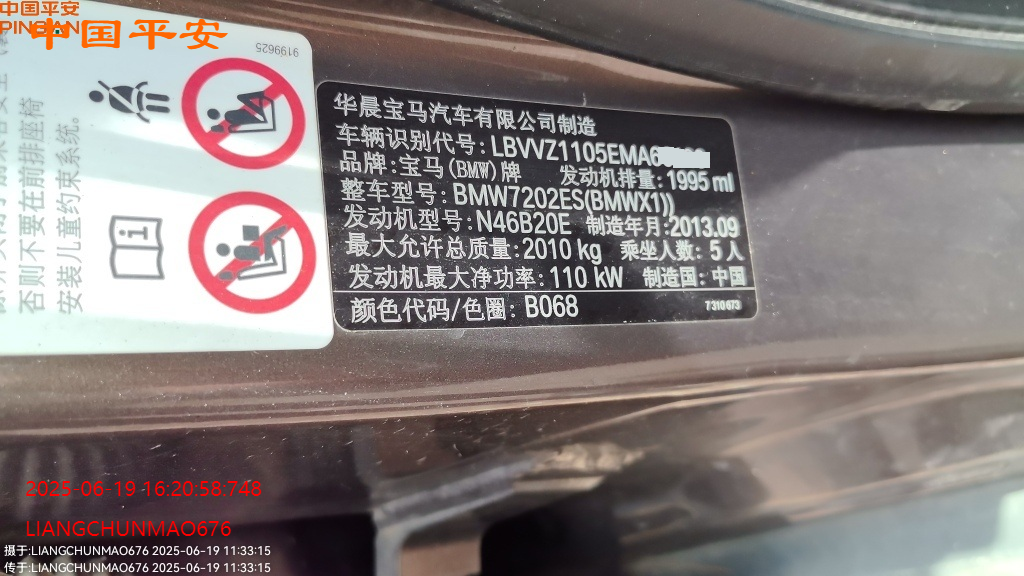 中国平安
PING AN
中国平安
9199625
否则不要在前排座椅
安装儿童约束系统。
华晨宝马汽车有限公司制造
车辆识别代号: LBVVZ1105EMA6
品牌: 宝马(BMW)牌 发动机排量: 1995 ml
整车型号: BMW7202ES(BMWX1))
发动机型号: N46B20E 制造年月: 2013.09
最大允许总质量: 2010 kg 乘坐人数: 5 人
发动机最大净功率: 110 kW 制造国: 中国
颜色代码/色圈: B068
7 310 673
2025-06-19 16:20:58:748
LIANGCHUNMAO676
摄于:LIANGCHUNMAO676 2025-06-19 11:33:15
传于:LIANGCHUNMAO676 2025-06-19 11:33:15